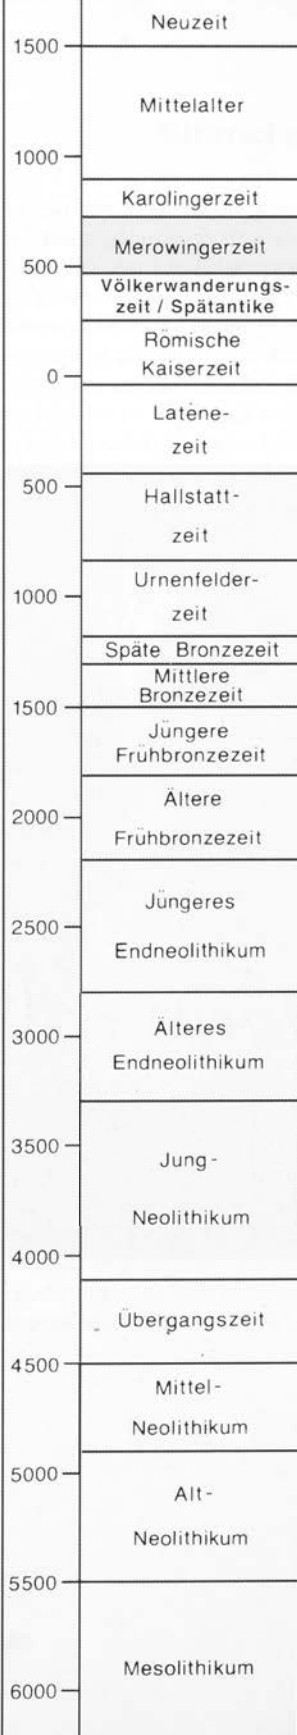 Neuzeit
1500
Mittelalter
1000
Karolingerzeit
Merowingerzeit
500
Völkerwanderungs-
zeit / Spätantike
Römische
0
Kaiserzeit
Latène-
zeit
500
Hallstatt-
zeit
Urnenfelder-
1000
zeit
Späte Bronzezeit
Mittlere
Bronzezeit
1500
Jüngere
Frühbronzezeit
Ältere
2000
Frühbronzezeit
Jüngeres
2500
Endneolithikum
Älteres
3000
Endneolithikum
3500
Jung-
Neolithikum
4000
Übergangszeit
4500
Mittel-
Neolithikum
5000
Alt-
Neolithikum
5500
Mesolithikum
6000